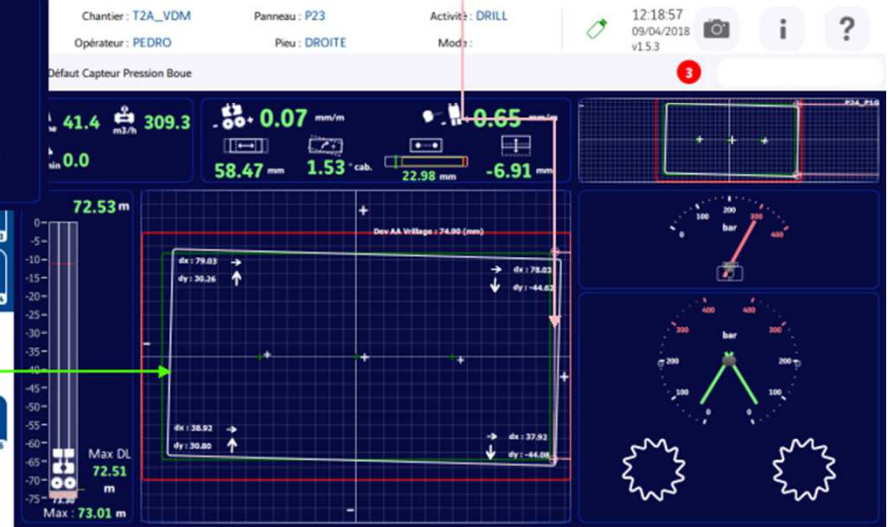 Chantier : T2A_VDM Panneau : P23 Activité : DRILL 12:18:57
09/04/2018
Opérateur : PEDRO Pieu : DROITE Mode : v1.5.3
Défaut Capteur Pression Boue 3
41.4 m3/h 309.3 - + 0.07 mm/m - 0.65 mm/m
0.0
58.47 mm 1.53 ° cab. 22.98 mm -6.91 mm
72.53 m
Dev AA Vrillage : 74.90 (mm)
dx : 79.03 dx : 78.03
dy : 30.26
dx : 38.92 dx : 37.92
dy : 30.80 dy : -44.08
0
-5
-10
-15
-20
-25
-30
-35
-40
-45
-50
-55
-60
-65
-70
-75
Max DL
72.51
m
Max : 73.01 m
0 100 200 300 400
bar
400 400
300 bar 300
200 200
100 100
0 0